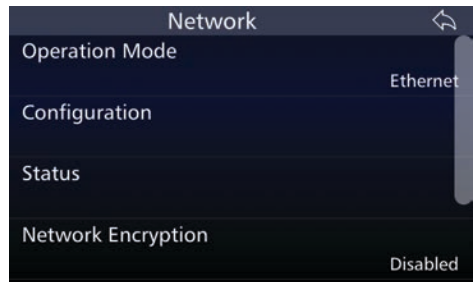 Network
Operation Mode
Ethernet
Configuration
Status
Network Encryption
Disabled